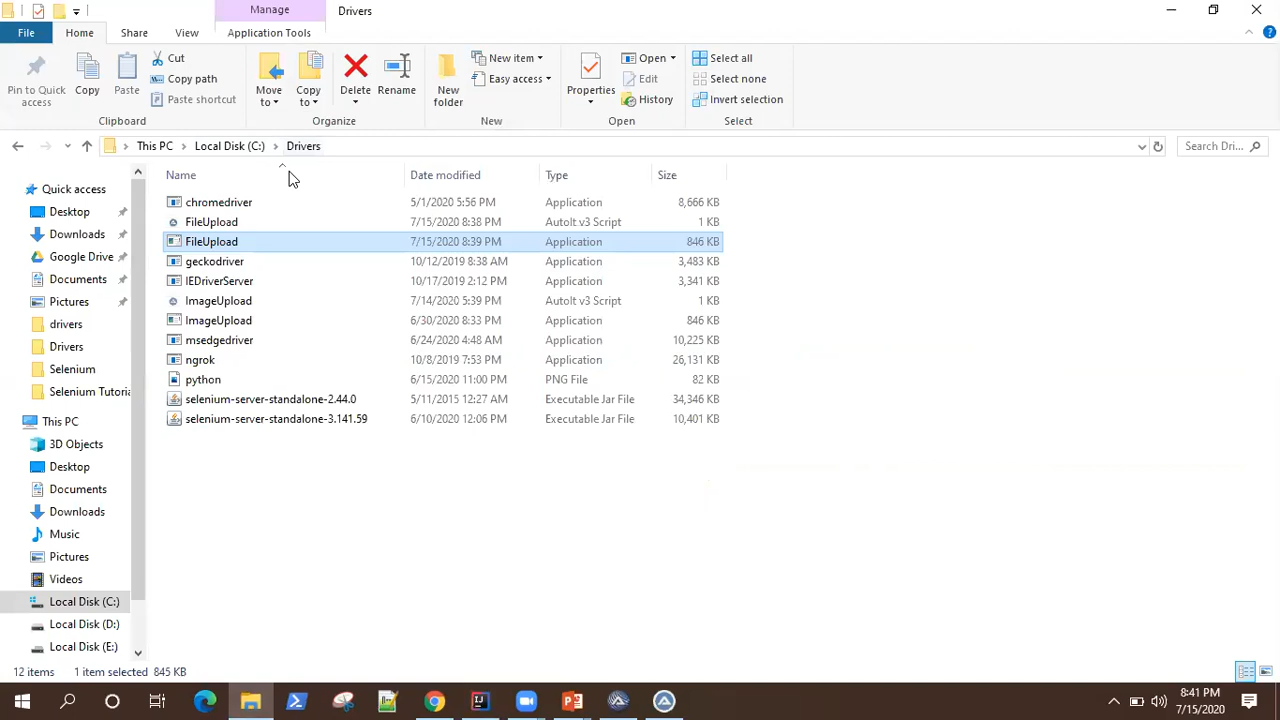 Manage
Drivers
File
Home
Share
View
Application Tools
Pin to Quick access
Copy
Paste
Cut
Copy path
Paste shortcut
Clipboard
Move to
Copy to
Delete
Rename
Organize
New folder
New item
Easy access
New
Properties
Open
Edit
History
Open
Select all
Select none
Invert selection
Select
This PC
Local Disk (C:)
Drivers
Search Dri...
Name Date modified Type Size
chromedriver 5/1/2020 5:56 PM Application 8,666 KB
FileUpload 7/15/2020 8:38 PM AutoIt v3 Script 1 KB
FileUpload 7/15/2020 8:39 PM Application 846 KB
geckodriver 10/12/2019 8:38 AM Application 3,483 KB
IEDriverServer 10/17/2019 2:12 PM Application 3,341 KB
ImageUpload 7/14/2020 5:39 PM AutoIt v3 Script 1 KB
ImageUpload 6/30/2020 8:33 PM Application 846 KB
msedgedriver 6/24/2020 4:48 AM Application 10,225 KB
ngrok 10/8/2019 7:53 PM Application 26,131 KB
python 6/15/2020 11:00 PM PNG File 82 KB
selenium-server-standalone-2.44.0 5/11/2015 12:27 AM Executable Jar File 34,346 KB
selenium-server-standalone-3.141.59 6/10/2020 12:06 PM Executable Jar File 10,401 KB
Quick access
Desktop
Downloads
Google Drive
Documents
Pictures
drivers
Drivers
Selenium
Selenium Tutoria
This PC
3D Objects
Desktop
Documents
Downloads
Music
Pictures
Videos
Local Disk (C:)
Local Disk (D:)
Local Disk (E:)
12 items 1 item selected 845 KB
8:41 PM
7/15/2020